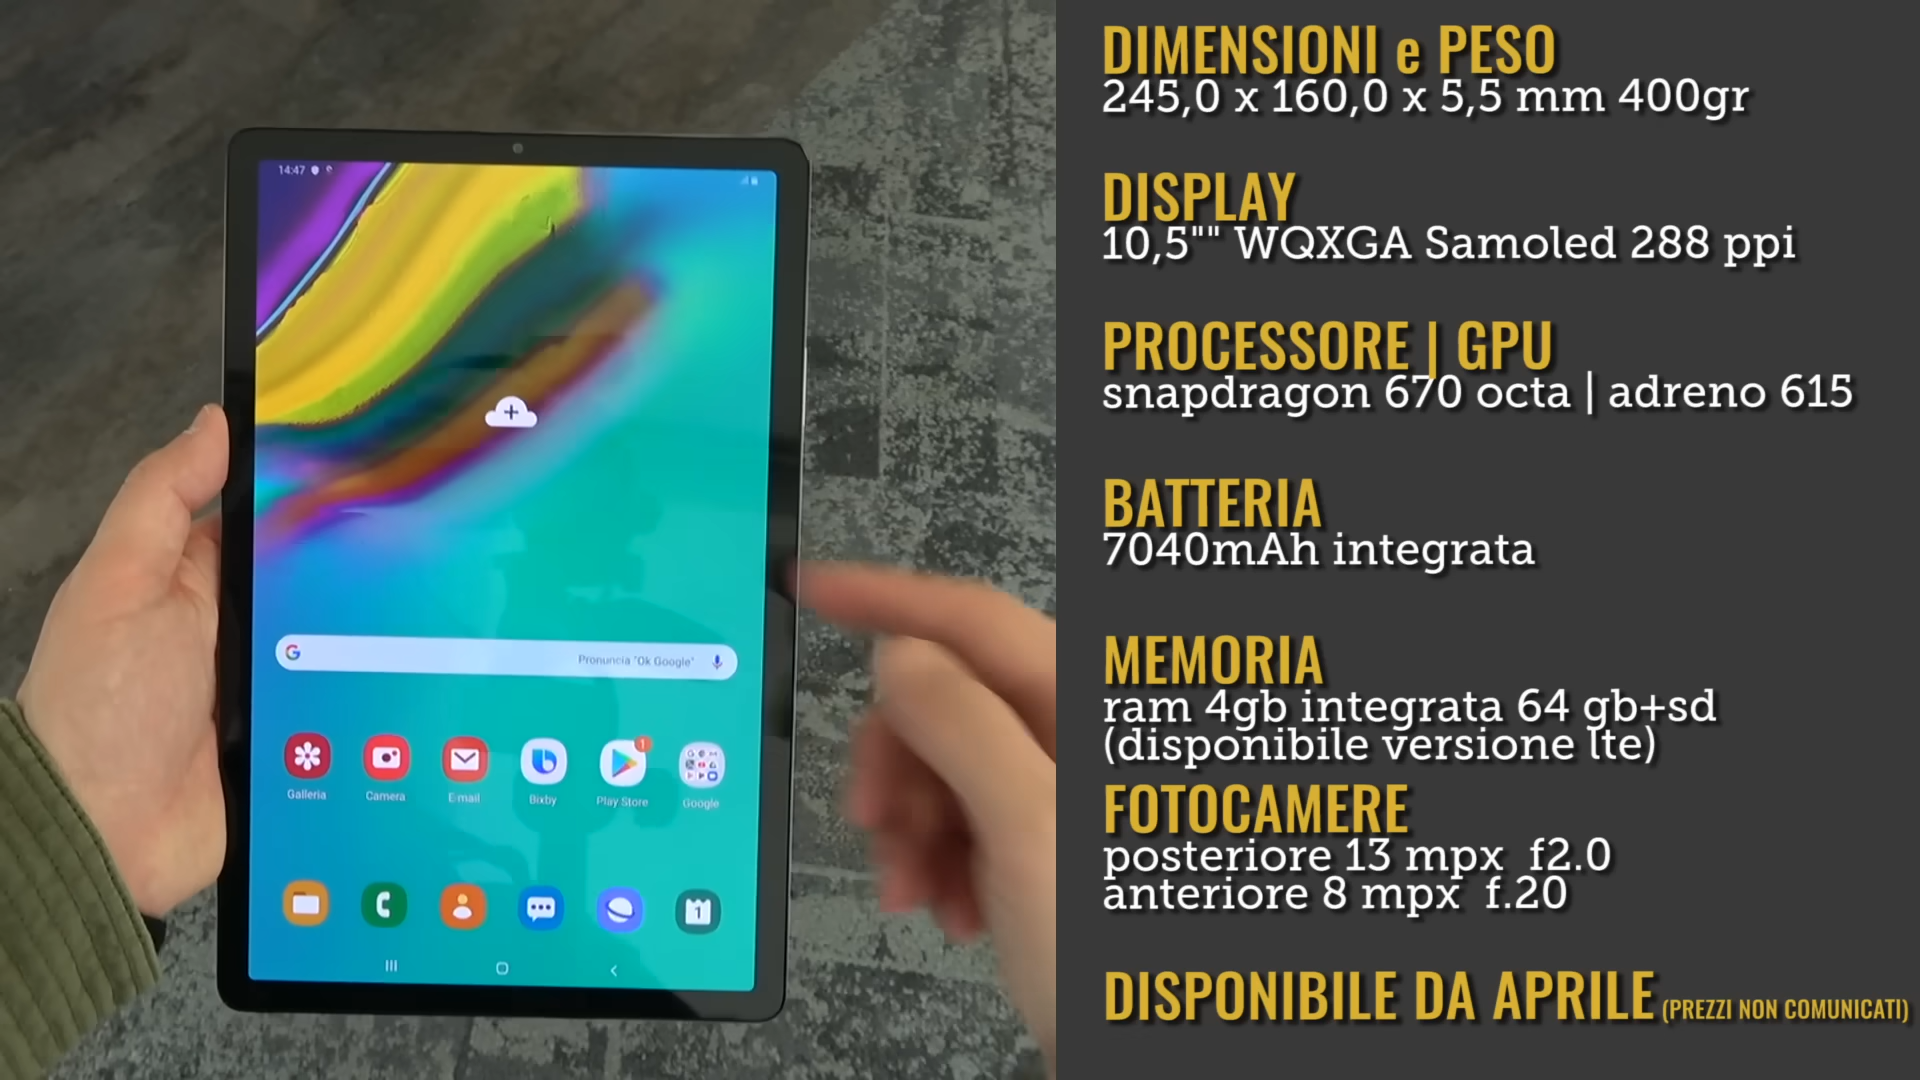 14:47
Pronuncia "Ok Google"
Galleria
Camera
E-mail
Bixby
Play Store
Google
1
1
DIMENSIONI e PESO
245,0 x 160,0 x 5,5 mm 400gr
DISPLAY
10,5"" WQXGA Samoled 288 ppi
PROCESSORE | GPU
snapdragon 670 octa | adreno 615
BATTERIA
7040mAh integrata
MEMORIA
ram 4gb integrata 64 gb+sd
(disponibile versione lte)
FOTOCAMERE
posteriore 13 mpx f2.0
anteriore 8 mpx f.20
DISPONIBILE DA APRILE (PREZZI NON COMUNICATI)